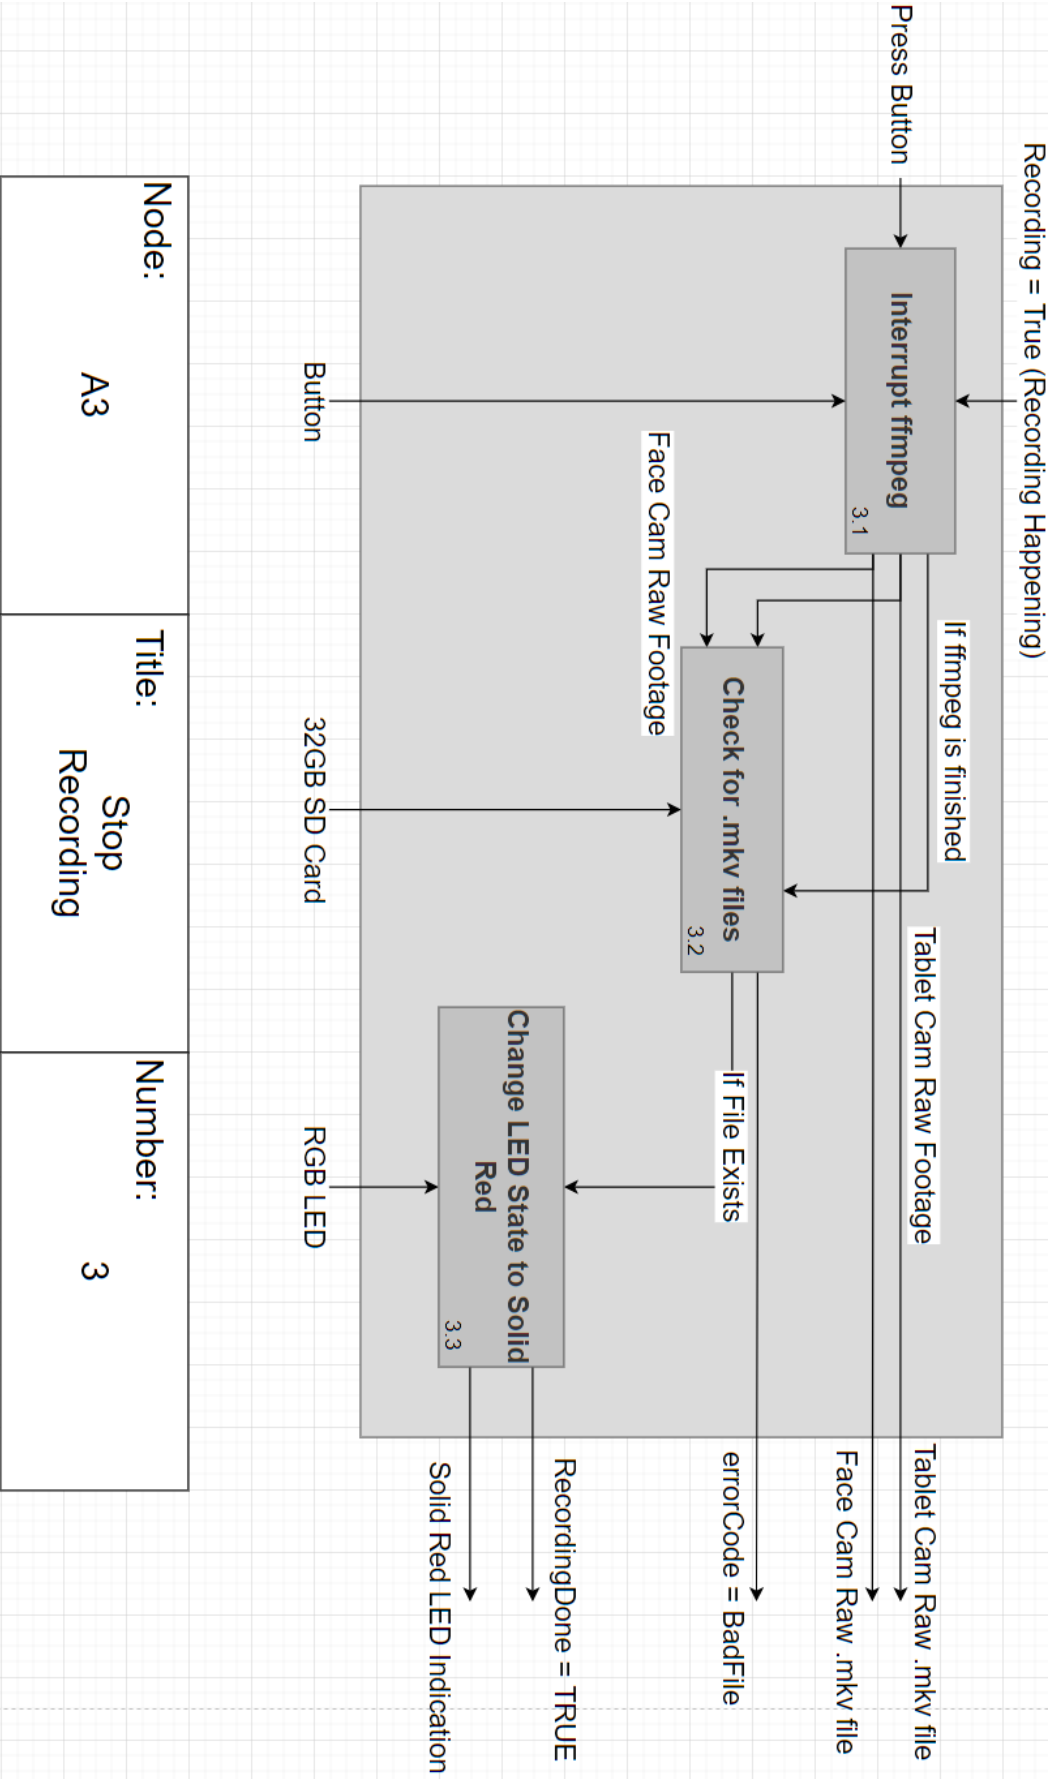 Recording = True (Recording Happening)
Press Button
Interrupt ffmpeg
3.1
If ffmpeg is finished
Tablet Cam Raw Footage
Tablet Cam Raw .mkv file
Face Cam Raw .mkv file
Face Cam Raw Footage
Check for .mkv files
3.2
If File Exists
errorCode = BadFile
Change LED State to Solid
Red
3.3
RecordingDone = TRUE
Solid Red LED Indication
Button
32GB SD Card
RGB LED
Node:
A3
Title:
Stop
Recording
Number:
3